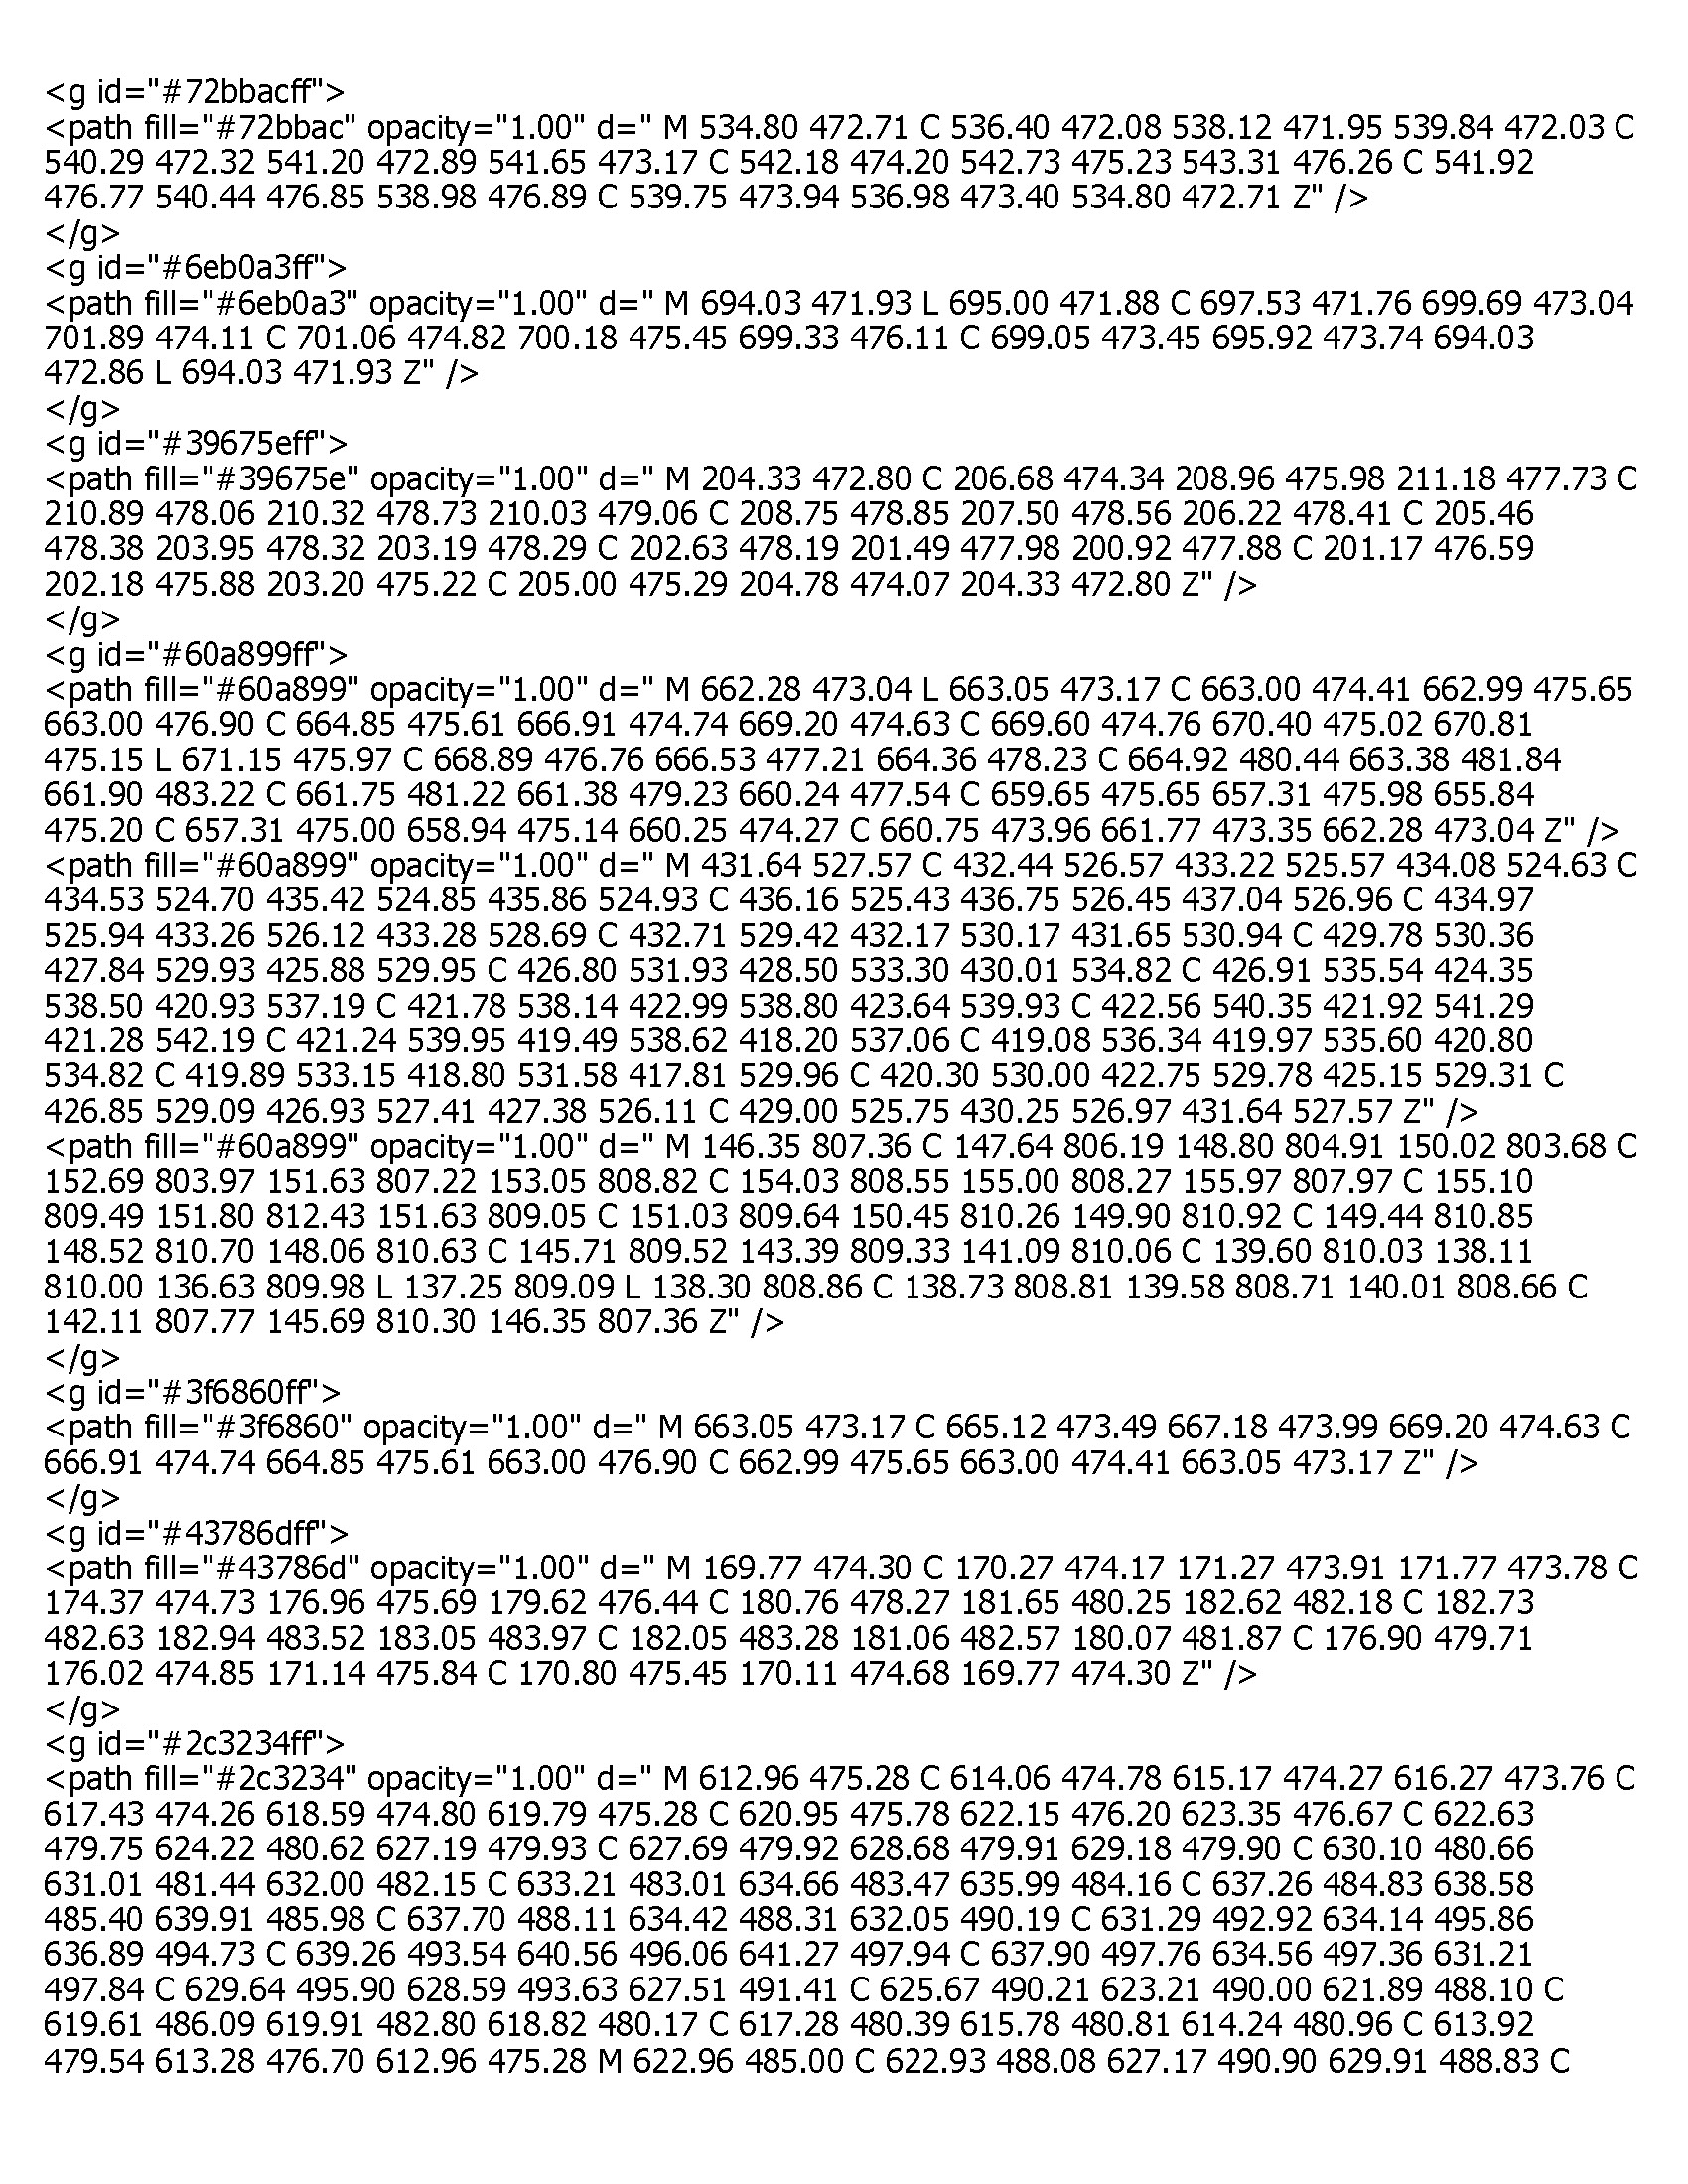 <g id="#72bbacff">
<path fill="#72bbac" opacity="1.00" d=" M 534.80 472.71 C 536.40 472.08 538.12 471.95 539.84 472.03 C
540.29 472.32 541.20 472.89 541.65 473.17 C 542.18 474.20 542.73 475.23 543.31 476.26 C 541.92
476.77 540.44 476.85 538.98 476.89 C 539.75 473.94 536.98 473.40 534.80 472.71 Z" />
</g>
<g id="#6eb0a3ff">
<path fill="#6eb0a3" opacity="1.00" d=" M 694.03 471.93 L 695.00 471.88 C 697.53 471.76 699.69 473.04
701.89 474.11 C 701.06 474.82 700.18 475.45 699.33 476.11 C 699.05 473.45 695.92 473.74 694.03
472.86 L 694.03 471.93 Z" />
</g>
<g id="#39675eff">
<path fill="#39675e" opacity="1.00" d=" M 204.33 472.80 C 206.68 474.34 208.96 475.98 211.18 477.73 C
210.89 478.06 210.32 478.73 210.03 479.06 C 208.75 478.85 207.50 478.56 206.22 478.41 C 205.46
478.38 203.95 478.32 203.19 478.29 C 202.63 478.19 201.49 477.98 200.92 477.88 C 201.17 476.59
202.18 475.88 203.20 475.22 C 205.00 475.29 204.78 474.07 204.33 472.80 Z" />
</g>
<g id="#60a899ff">
<path fill="#60a899" opacity="1.00" d=" M 662.28 473.04 L 663.05 473.17 C 663.00 474.41 662.99 475.65
663.00 476.90 C 664.85 475.61 666.91 474.74 669.20 474.63 C 669.60 474.76 670.40 475.02 670.81
475.15 L 671.15 475.97 C 668.89 476.76 666.53 477.21 664.36 478.23 C 664.92 480.44 663.38 481.84
661.90 483.22 C 661.75 481.22 661.38 479.23 660.24 477.54 C 659.65 475.65 657.31 475.98 655.84
475.20 C 657.31 475.00 658.94 475.14 660.25 474.27 C 660.75 473.96 661.77 473.35 662.28 473.04 Z" />
<path fill="#60a899" opacity="1.00" d=" M 431.64 527.57 C 432.44 526.57 433.22 525.57 434.08 524.63 C
434.53 524.70 435.42 524.85 435.86 524.93 C 436.16 525.43 436.75 526.45 437.04 526.96 C 434.97
525.94 433.26 526.12 433.28 528.69 C 432.71 529.42 432.17 530.17 431.65 530.94 C 429.78 530.36
427.84 529.93 425.88 529.95 C 426.80 531.93 428.50 533.30 430.01 534.82 C 426.91 535.54 424.35
538.50 420.93 537.19 C 421.78 538.14 422.99 538.80 423.64 539.93 C 422.56 540.35 421.92 541.29
421.28 542.19 C 421.24 539.95 419.49 538.62 418.20 537.06 C 419.08 536.34 419.97 535.60 420.80
534.82 C 419.89 533.15 418.80 531.58 417.81 529.96 C 420.30 530.00 422.75 529.78 425.15 529.31 C
426.85 529.09 426.93 527.41 427.38 526.11 C 429.00 525.75 430.25 526.97 431.64 527.57 Z" />
<path fill="#60a899" opacity="1.00" d=" M 146.35 807.36 C 147.64 806.19 148.80 804.91 150.02 803.68 C
152.69 803.97 151.63 807.22 153.05 808.82 C 154.03 808.55 155.00 808.27 155.97 807.97 C 155.10
809.49 151.80 812.43 151.63 809.05 C 151.03 809.64 150.45 810.26 149.90 810.92 C 149.44 810.85
148.52 810.70 148.06 810.63 C 145.71 809.52 143.39 809.33 141.09 810.06 C 139.60 810.03 138.11
810.00 136.63 809.98 L 137.25 809.09 L 138.30 808.86 C 138.73 808.81 139.58 808.71 140.01 808.66 C
142.11 807.77 145.69 810.30 146.35 807.36 Z" />
</g>
<g id="#3f6860ff">
<path fill="#3f6860" opacity="1.00" d=" M 663.05 473.17 C 665.12 473.49 667.18 473.99 669.20 474.63 C
666.91 474.74 664.85 475.61 663.00 476.90 C 662.99 475.65 663.00 474.41 663.05 473.17 Z" />
</g>
<g id="#43786dff">
<path fill="#43786d" opacity="1.00" d=" M 169.77 474.30 C 170.27 474.17 171.27 473.91 171.77 473.78 C
174.37 474.73 176.96 475.69 179.62 476.44 C 180.76 478.27 181.65 480.25 182.62 482.18 C 182.73
482.63 182.94 483.52 183.05 483.97 C 182.05 483.28 181.06 482.57 180.07 481.87 C 176.90 479.71
176.02 474.85 171.14 475.84 C 170.80 475.45 170.11 474.68 169.77 474.30 Z" />
</g>
<g id="#2c3234ff">
<path fill="#2c3234" opacity="1.00" d=" M 612.96 475.28 C 614.06 474.78 615.17 474.27 616.27 473.76 C
617.43 474.26 618.59 474.80 619.79 475.28 C 620.95 475.78 622.15 476.20 623.35 476.67 C 622.63
479.75 624.22 480.62 627.19 479.93 C 627.69 479.92 628.68 479.91 629.18 479.90 C 630.10 480.66
631.01 481.44 632.00 482.15 C 633.21 483.01 634.66 483.47 635.99 484.16 C 637.26 484.83 638.58
485.40 639.91 485.98 C 637.70 488.11 634.42 488.31 632.05 490.19 C 631.29 492.92 634.14 495.86
636.89 494.73 C 639.26 493.54 640.56 496.06 641.27 497.94 C 637.90 497.76 634.56 497.36 631.21
497.84 C 629.64 495.90 628.59 493.63 627.51 491.41 C 625.67 490.21 623.21 490.00 621.89 488.10 C
619.61 486.09 619.91 482.80 618.82 480.17 C 617.28 480.39 615.78 480.81 614.24 480.96 C 613.92
479.54 613.28 476.70 612.96 475.28 M 622.96 485.00 C 622.93 488.08 627.17 490.90 629.91 488.83 C